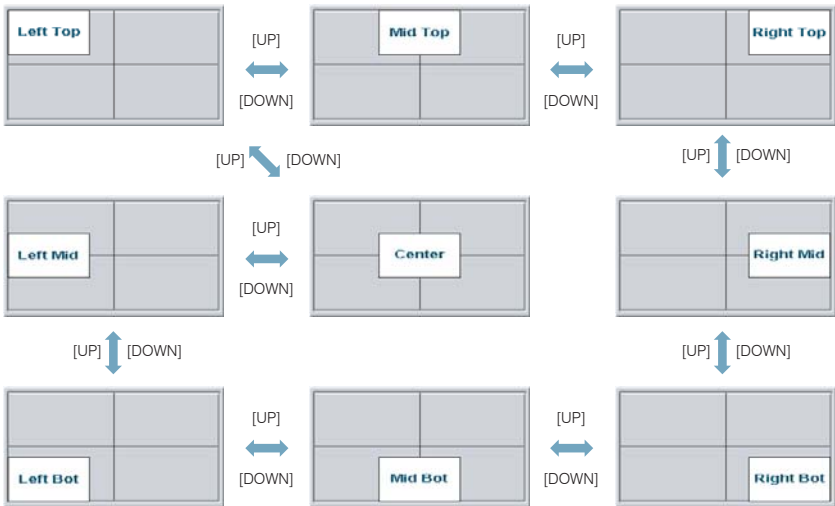 Left Top
[UP]
[DOWN]
Mid Top
[UP]
[DOWN]
Right Top
[UP] [DOWN]
[UP] [DOWN]
Left Mid
[UP]
[DOWN]
Center
Right Mid
[UP] [DOWN]
[UP] [DOWN]
Left Bot
[UP]
[DOWN]
Mid Bot
[UP]
[DOWN]
Right Bot